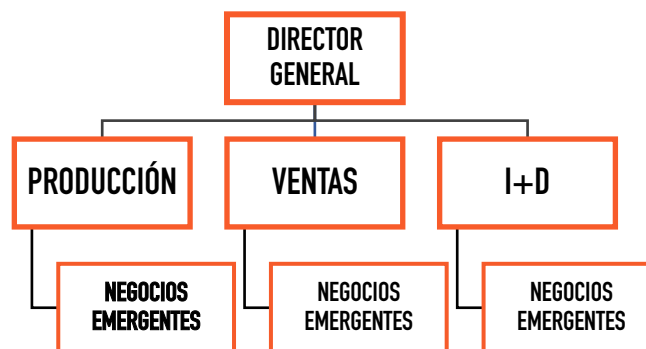 DIRECTOR
GENERAL
PRODUCCIÓN
VENTAS
I+D
NEGOCIOS
EMERGENTES
NEGOCIOS
EMERGENTES
NEGOCIOS
EMERGENTES